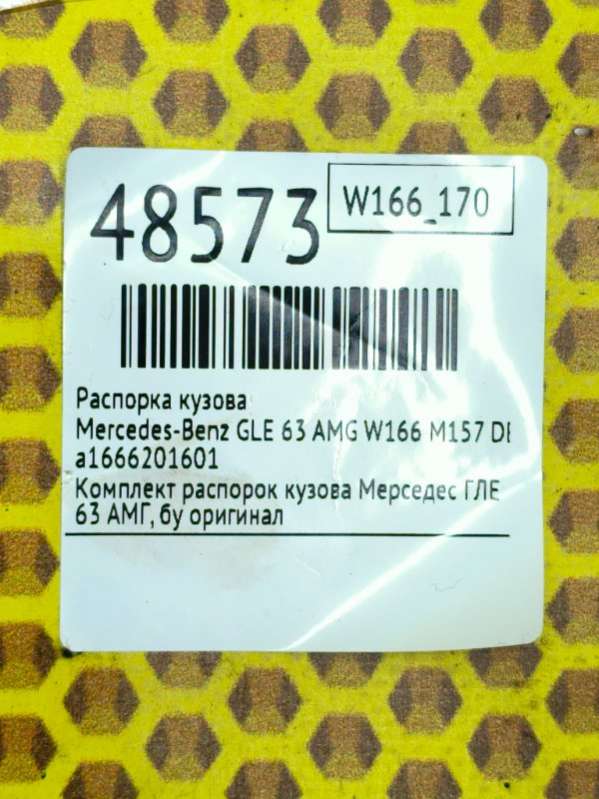 48573
W166_170
Распорка кузова
Mercedes-Benz GLE 63 AMG W166 M157 DE
a1666201601
Комплект распорок кузова Мерседес ГЛЕ
63 АМГ, бу оригинал